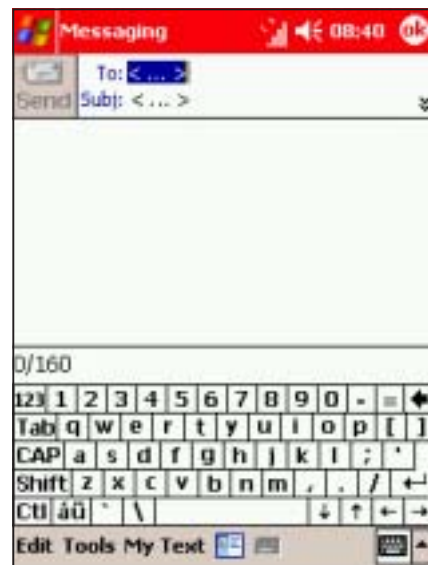 Messaging 08:40 ok
To: < ... >
Send Subj: < ... >
0/160
123 1 2 3 4 5 6 7 8 9 0 - =
Tab q w e r t y u i o p [ ]
CAP a s d f g h j k l ; '
Shift z x c v b n m , . /
Ctl áü ` \
Edit Tools My Text